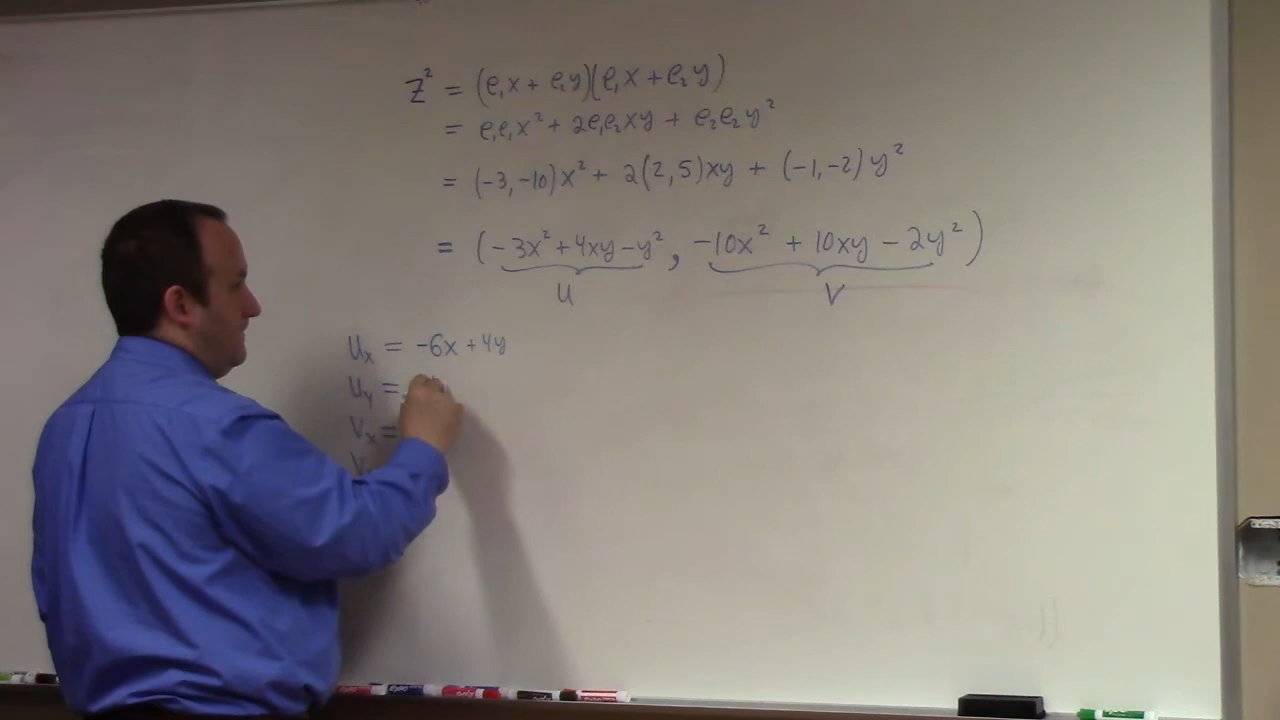 Z² = (e₁x + e₂y)(e₁x + e₂y)
= e₁e₁x² + 2e₁e₂xy + e₂e₂y²
= (-3,-10)x² + 2(2,5)xy + (-1,-2)y²
= (-3x² + 4xy - y², -10x² + 10xy - 2y²)
U V
Uₓ = -6x + 4y
Uᵧ =
Vₓ =
V